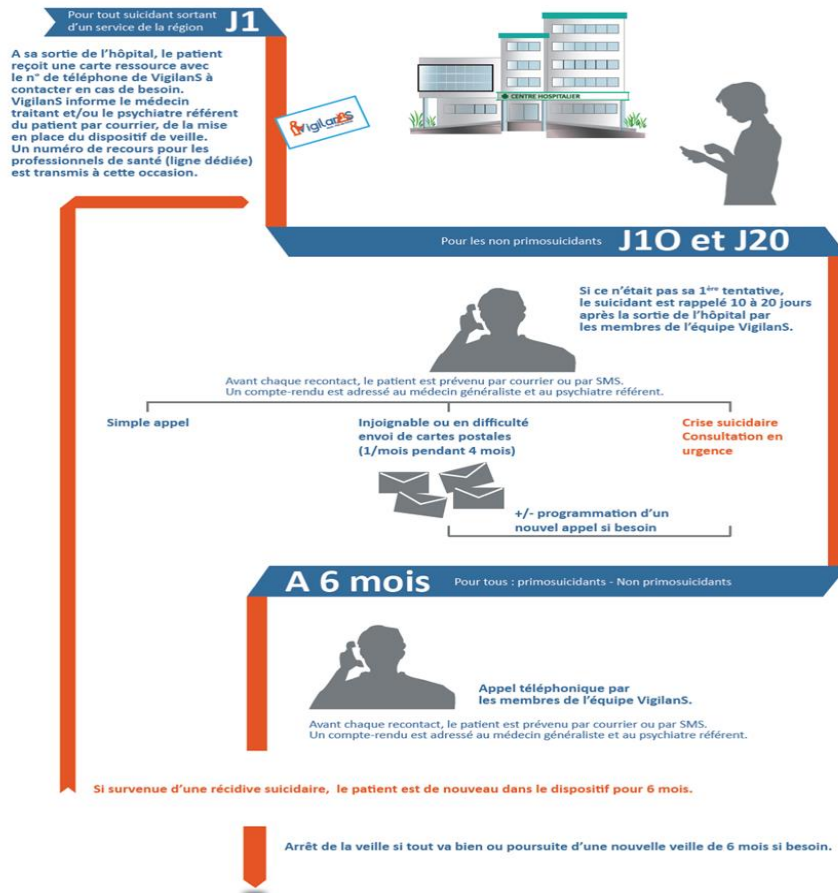 Pour tout suicidant sortant
d'un service de la région
J1
A sa sortie de l'hôpital, le patient
reçoit une carte ressource avec
le n° de téléphone de VigilanS à
contacter en cas de besoin.
VigilanS informe le médecin
traitant et/ou le psychiatre référent
du patient par courrier, de la mise
en place du dispositif de veille.
Un numéro de recours pour les
professionnels de santé (ligne dédiée)
est transmis à cette occasion.
VigilanS
CENTRE HOSPITALIER
Pour les non primosuicidants J1O et J20
Si ce n'était pas sa 1ère tentative,
le suicidant est rappelé 10 à 20 jours
après la sortie de l'hôpital par
les membres de l'équipe VigilanS.
Avant chaque recontact, le patient est prévenu par courrier ou par SMS.
Un compte-rendu est adressé au médecin généraliste et au psychiatre référent.
Simple appel
Injoignable ou en difficulté
envoi de cartes postales
(1/mois pendant 4 mois)
Crise suicidaire
Consultation en
urgence
+/- programmation d'un
nouvel appel si besoin
A 6 mois Pour tous : primosuicidants - Non primosuicidants
Appel téléphonique par
les membres de l'équipe VigilanS.
Avant chaque recontact, le patient est prévenu par courrier ou par SMS.
Un compte-rendu est adressé au médecin généraliste et au psychiatre référent.
Si survenue d'une récidive suicidaire, le patient est de nouveau dans le dispositif pour 6 mois.
Arrêt de la veille si tout va bien ou poursuite d'une nouvelle veille de 6 mois si besoin.